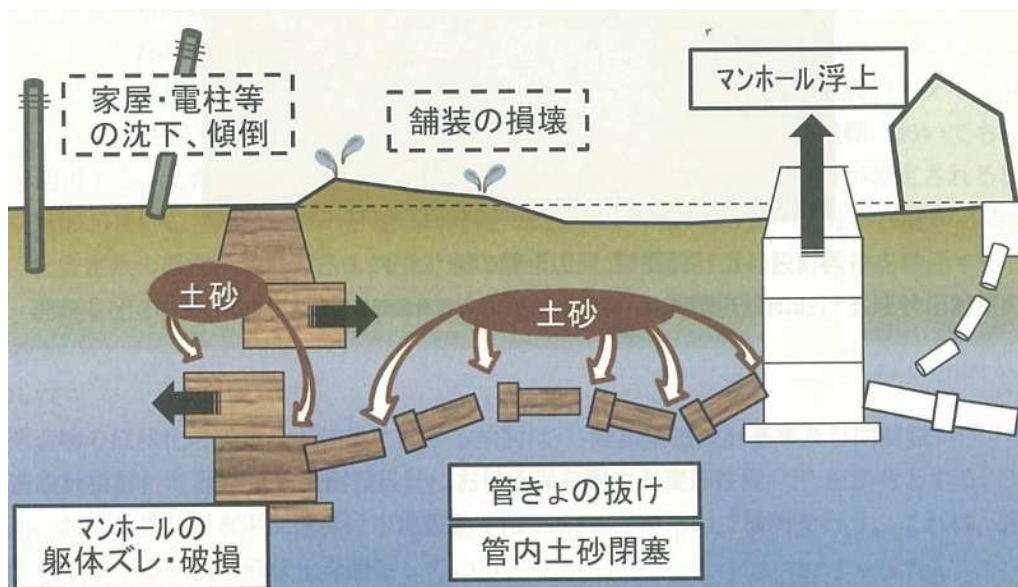 家屋・電柱等
の沈下、傾倒
舗装の損壊
マンホール浮上
土砂
土砂
マンホールの
躯体ズレ・破損
管きょの抜け
管内土砂閉塞